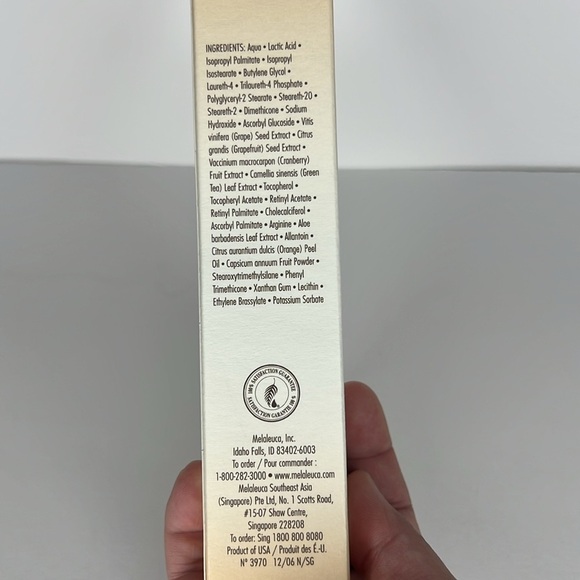 INGREDIENTS: Aqua • Lactic Acid •
Isopropyl Palmitate • Isopropyl
Isostearate • Butylene Glycol •
Laureth-4 • Trilaureth-4 Phosphate •
Polyglyceryl-2 Stearate • Steareth-20 •
Steareth-2 • Dimethicone • Sodium
Hydroxide • Ascorbyl Glucoside • Vitis
vinifera (Grape) Seed Extract • Citrus
grandis (Grapefruit) Seed Extract •
Vaccinium macrocarpon (Cranberry)
Fruit Extract • Camellia sinensis (Green
Tea) Leaf Extract • Tocopherol •
Tocopheryl Acetate • Retinyl Acetate •
Retinyl Palmitate • Cholecalciferol •
Ascorbyl Palmitate • Arginine • Aloe
barbadensis Leaf Extract • Allantoin •
Citrus aurantium dulcis (Orange) Peel
Oil • Capsicum annuum Fruit Powder •
Stearoxytrimethylsilane • Phenyl
Trimethicone • Xanthan Gum • Lecithin •
Ethylene Brassylate • Potassium Sorbate
100% SATISFACTION GUARANTEE
SATISFACTION GARANTIE 100 %
Melaleuca, Inc.
Idaho Falls, ID 83402-6003
To order / Pour commander :
1-800-282-3000 • www.melaleuca.com
Melaleuca Southeast Asia
(Singapore) Pte Ltd, No. 1 Scotts Road,
#15-07 Shaw Centre,
Singapore 228208
To order: Sing 1800 800 8080
Product of USA / Produit des É.-U.
N° 3970 12/06 N/SG